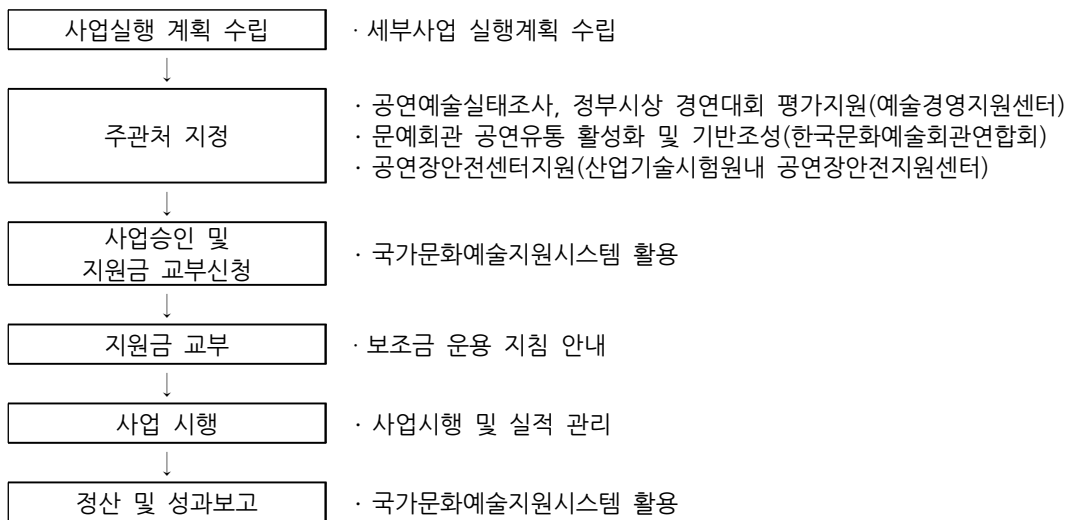 사업실행 계획 수립
· 세부사업 실행계획 수립
↓
주관처 지정
· 공연예술실태조사, 정부시상 경연대회 평가지원(예술경영지원센터)
· 문예회관 공연유통 활성화 및 기반조성(한국문화예술회관연합회)
· 공연장안전센터지원(산업기술시험원내 공연장안전지원센터)
↓
사업승인 및
지원금 교부신청
· 국가문화예술지원시스템 활용
↓
지원금 교부
· 보조금 운용 지침 안내
↓
사업 시행
· 사업시행 및 실적 관리
↓
정산 및 성과보고
· 국가문화예술지원시스템 활용